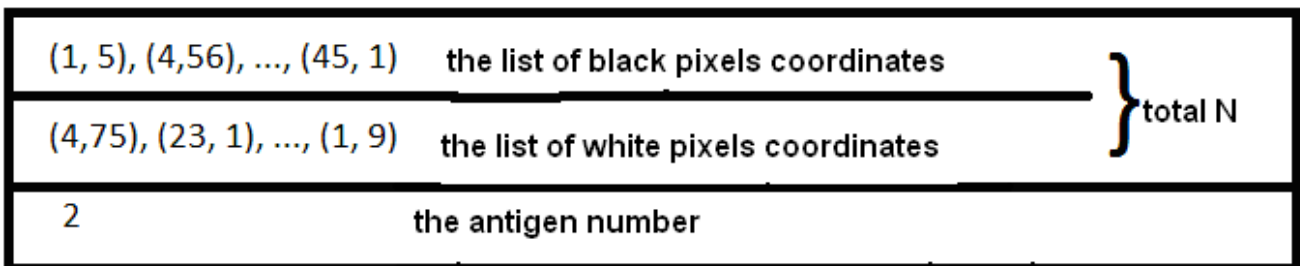 (1, 5), (4,56), ..., (45, 1) the list of black pixels coordinates
} total N
(4,75), (23, 1), ..., (1, 9) the list of white pixels coordinates
2 the antigen number